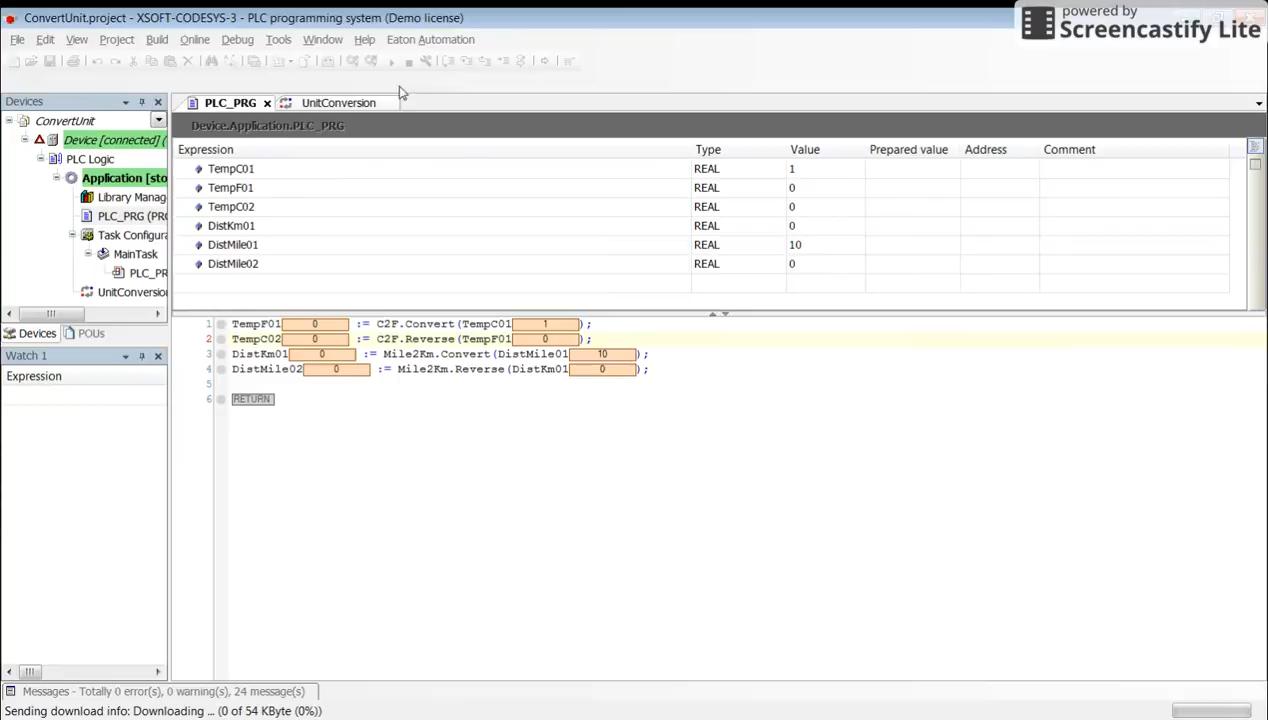 ConvertUnit.project - XSOFT-CODESYS-3 - PLC programming system (Demo license)
powered by
Screencastify Lite
File Edit View Project Build Online Debug Tools Window Help Eaton Automation
Devices
PLC_PRG UnitConversion
ConvertUnit
Device.Application.PLC_PRG
Device [connected] (
PLC Logic
Application [sto
Library Manag
PLC_PRG (PRG
Task Configura
MainTask
PLC_PR
UnitConversio
Expression Type Value Prepared value Address Comment
TempC01 REAL 1
TempF01 REAL 0
TempC02 REAL 0
DistKm01 REAL 0
DistMile01 REAL 10
DistMile02 REAL 0
Devices POUs
Watch 1
Expression
1 TempF01 0 := C2F.Convert(TempC01 1 );
2 TempC02 0 := C2F.Reverse(TempF01 0 );
3 DistKm01 0 := Mile2Km.Convert(DistMile01 10 );
4 DistMile02 0 := Mile2Km.Reverse(DistKm01 0 );
5
6 RETURN
Messages - Totally 0 error(s), 0 warning(s), 24 message(s)
Sending download info: Downloading ... (0 of 54 KByte (0%))